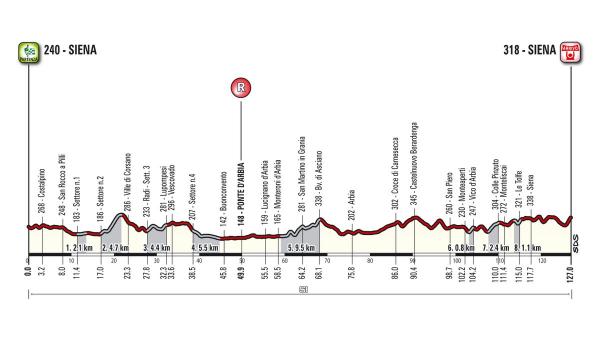 240 - SIENA
318 - SIENA
R
268 - Costalpino
248 - San Rocco a Pilli
183 - Settore n.1
186 - Settore n.2
286 - Ville di Corsano
233 - Radi - Sett. 3
281 - Lupompesi
296 - Vescovado
207 - Settore n.4
142 - Buonconvento
148 - PONTE D'ARBIA
159 - Lucignano d'Arbia
165 - Monteroni d'Arbia
281 - San Martino in Grania
338 - Bv. di Asciano
202 - Arbia
302 - Croce di Carnesecca
345 - Castelnuovo Berardenga
260 - San Piero
230 - Monteaperti
247 - Vico d'Arbia
304 - Colle Pinzuto
272 - Monteliscai
321 - Le Tolfe
318 - Siena
1. 2.1 km
2. 4.7 km
3. 4.4 km
4. 5.5 km
5. 9.5 km
6. 0.8 km
7. 2.4 km
8. 1.1 km
SDS
10 20 30 40 50 60 70 80 90 100 110 120
0.0 3.2 8.0 11.4 17.0 23.3 27.8 32.3 33.6 38.5 45.8 49.9 55.5 58.5 64.2 68.1 75.8 86.0 90.4 98.7 102.2 104.2 110.0 111.4 115.0 117.7 127.0